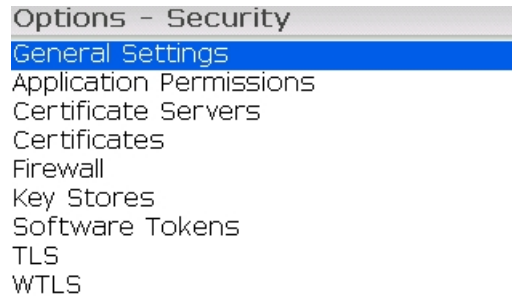 Options - Security
General Settings
Application Permissions
Certificate Servers
Certificates
Firewall
Key Stores
Software Tokens
TLS
WTLS